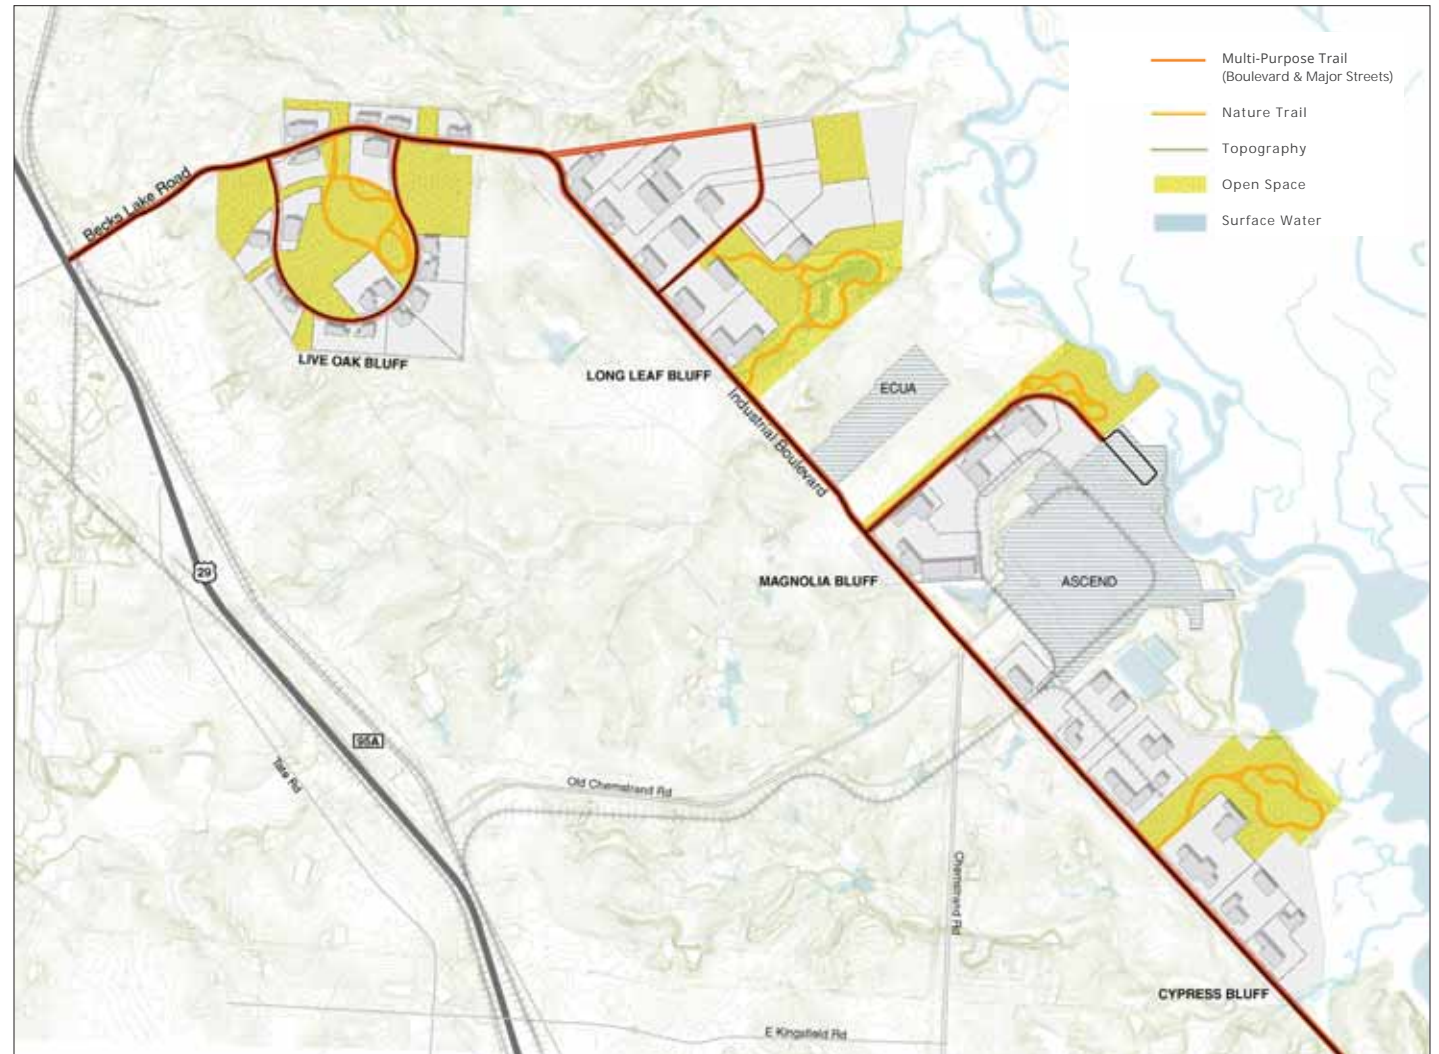 Multi-Purpose Trail
(Boulevard & Major Streets)
Nature Trail
Topography
Open Space
Surface Water
Becks Lake Road
LIVE OAK BLUFF
LONG LEAF BLUFF
ECUA
Industrial Boulevard
MAGNOLIA BLUFF
ASCEND
29
95A
Tate Rd
Old Chemstrand Rd
Chemstrand Rd
CYPRESS BLUFF
E Kingsfield Rd